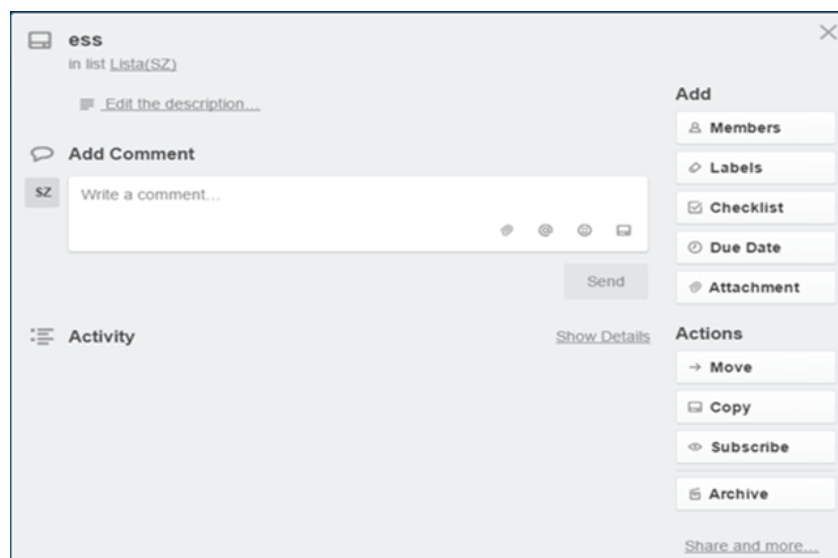 ess
in list Lista(SZ)
Edit the description...
Add Comment
SZ
Write a comment...
Send
Activity
Show Details
Add
Members
Labels
Checklist
Due Date
Attachment
Actions
Move
Copy
Subscribe
Archive
Share and more...